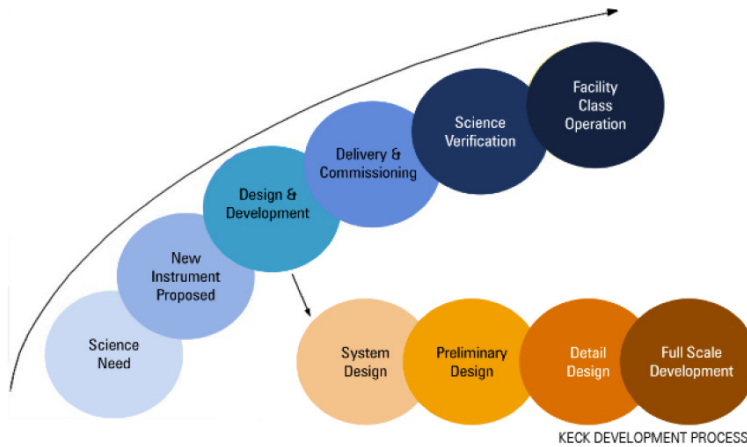 Facility
Class
Operation
Science
Verification
Delivery &
Commissioning
Design &
Development
New
Instrument
Proposed
Science
Need
System
Design
Preliminary
Design
Detail
Design
Full Scale
Development
KECK DEVELOPMENT PROCESS